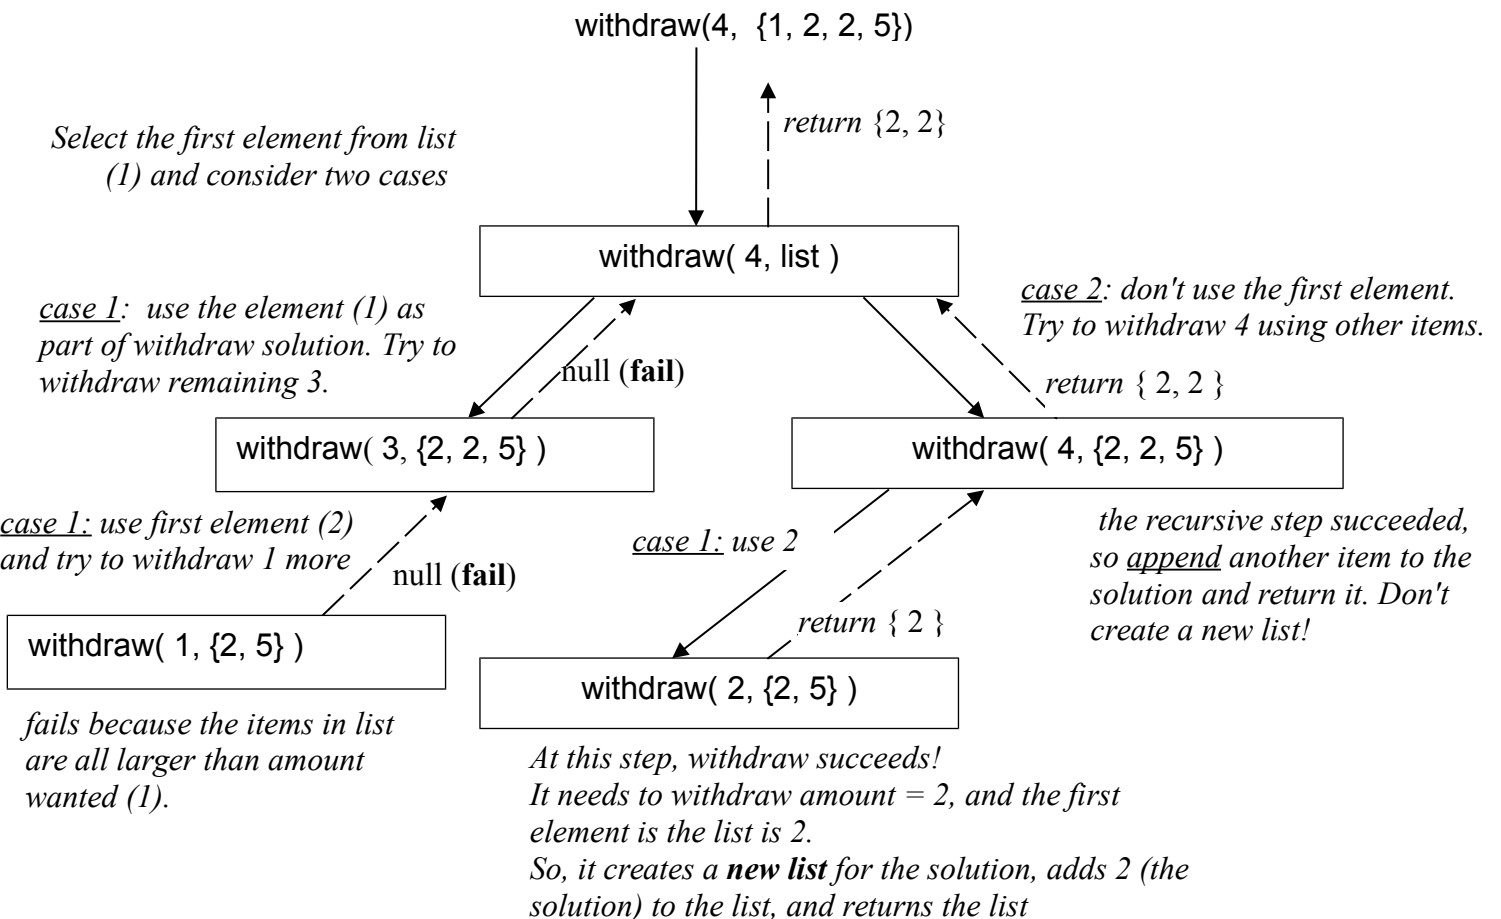 withdraw(4,  {1, 2, 2, 5})
return {2, 2}
Select the first element from list
(1) and consider two cases
withdraw( 4, list )
case 1:  use the element (1) as
part of withdraw solution. Try to
withdraw remaining 3.
case 2: don't use the first element.
Try to withdraw 4 using other items.
null (fail)
return { 2, 2 }
withdraw( 3, {2, 2, 5} )
withdraw( 4, {2, 2, 5} )
case 1: use first element (2)
and try to withdraw 1 more
null (fail)
case 1: use 2
return { 2 }
the recursive step succeeded,
so append another item to the
solution and return it. Don't
create a new list!
withdraw( 1, {2, 5} )
withdraw( 2, {2, 5} )
fails because the items in list
are all larger than amount
wanted (1).
At this step, withdraw succeeds!
It needs to withdraw amount = 2, and the first
element is the list is 2.
So, it creates a new list for the solution, adds 2 (the
solution) to the list, and returns the list